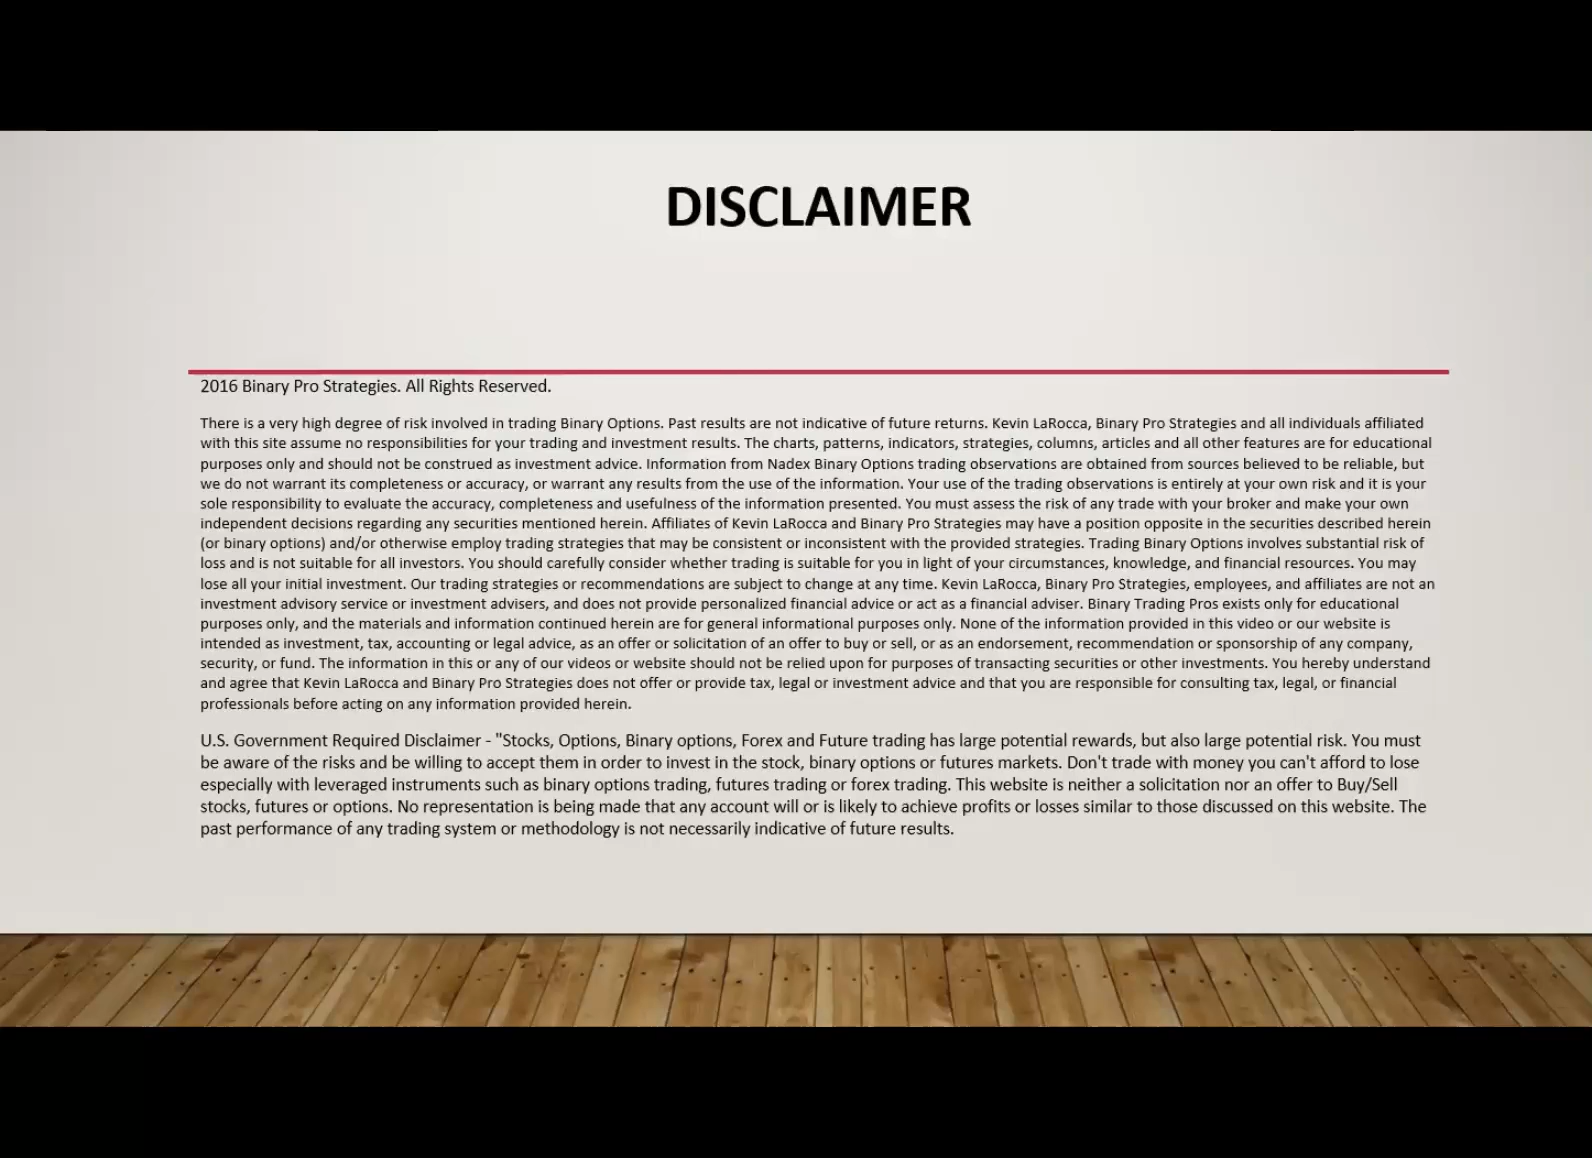 DISCLAIMER
2016 Binary Pro Strategies. All Rights Reserved.
There is a very high degree of risk involved in trading Binary Options. Past results are not indicative of future returns. Kevin LaRocca, Binary Pro Strategies and all individuals affiliated
with this site assume no responsibilities for your trading and investment results. The charts, patterns, indicators, strategies, columns, articles and all other features are for educational
purposes only and should not be construed as investment advice. Information from Nadex Binary Options trading observations are obtained from sources believed to be reliable, but
we do not warrant its completeness or accuracy, or warrant any results from the use of the information. Your use of the trading observations is entirely at your own risk and it is your
sole responsibility to evaluate the accuracy, completeness and usefulness of the information presented. You must assess the risk of any trade with your broker and make your own
independent decisions regarding any securities mentioned herein. Affiliates of Kevin LaRocca and Binary Pro Strategies may have a position opposite in the securities described herein
(or binary options) and/or otherwise employ trading strategies that may be consistent or inconsistent with the provided strategies. Trading Binary Options involves substantial risk of
loss and is not suitable for all investors. You should carefully consider whether trading is suitable for you in light of your circumstances, knowledge, and financial resources. You may
lose all your initial investment. Our trading strategies or recommendations are subject to change at any time. Kevin LaRocca, Binary Pro Strategies, employees, and affiliates are not an
investment advisory service or investment advisers, and does not provide personalized financial advice or act as a financial adviser. Binary Trading Pros exists only for educational
purposes only, and the materials and information continued herein are for general informational purposes only. None of the information provided in this video or our website is
intended as investment, tax, accounting or legal advice, as an offer or solicitation of an offer to buy or sell, or as an endorsement, recommendation or sponsorship of any company,
security, or fund. The information in this or any of our videos or website should not be relied upon for purposes of transacting securities or other investments. You hereby understand
and agree that Kevin LaRocca and Binary Pro Strategies does not offer or provide tax, legal or investment advice and that you are responsible for consulting tax, legal, or financial
professionals before acting on any information provided herein.
U.S. Government Required Disclaimer - "Stocks, Options, Binary options, Forex and Future trading has large potential rewards, but also large potential risk. You must
be aware of the risks and be willing to accept them in order to invest in the stock, binary options or futures markets. Don't trade with money you can't afford to lose
especially with leveraged instruments such as binary options trading, futures trading or forex trading. This website is neither a solicitation nor an offer to Buy/Sell
stocks, futures or options. No representation is being made that any account will or is likely to achieve profits or losses similar to those discussed on this website. The
past performance of any trading system or methodology is not necessarily indicative of future results.